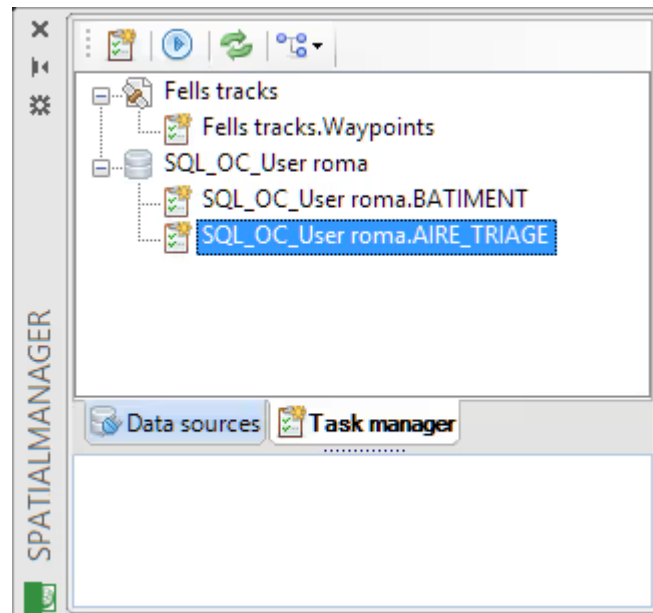 Fells tracks
Fells tracks.Waypoints
SQL_OC_User roma
SQL_OC_User roma.BATIMENT
SQL_OC_User roma.AIRE_TRIAGE
Data sources Task manager
SPATIALMANAGER